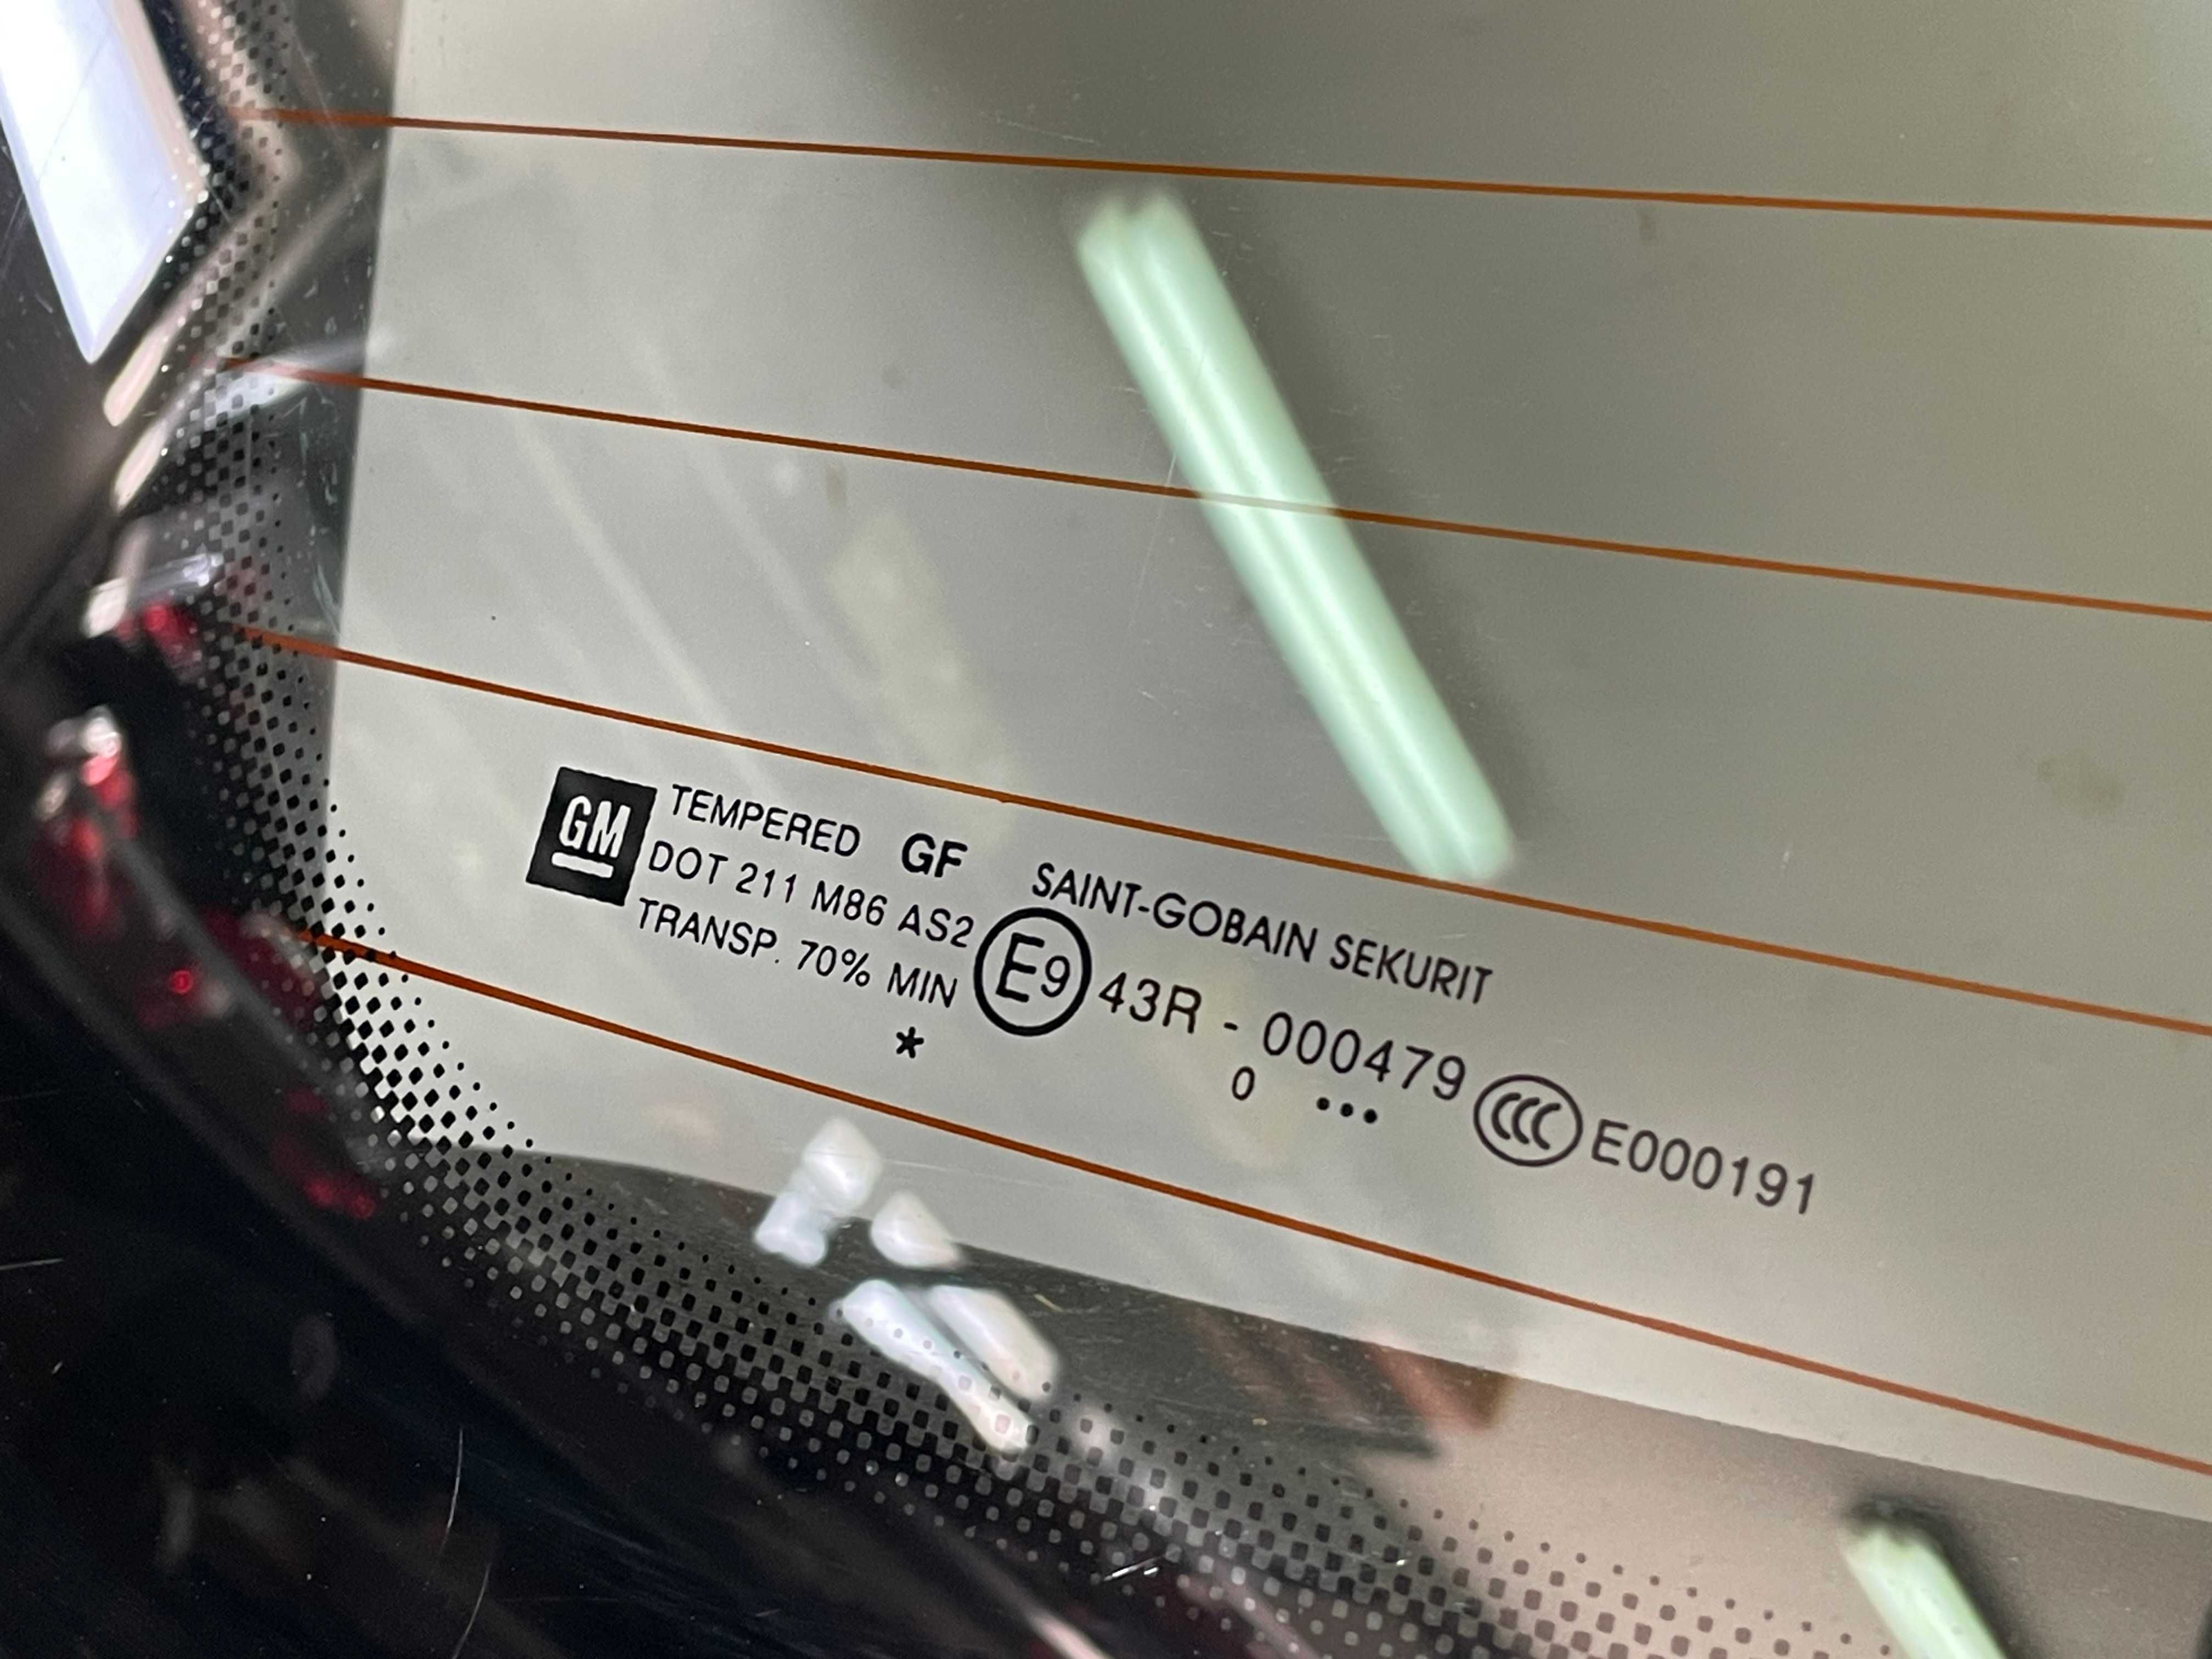 GM
TEMPERED GF SAINT-GOBAIN SEKURIT
DOT 211 M86 AS2
TRANSP. 70% MIN
E9 43R - 000479 CCC E000191
* 0 •••